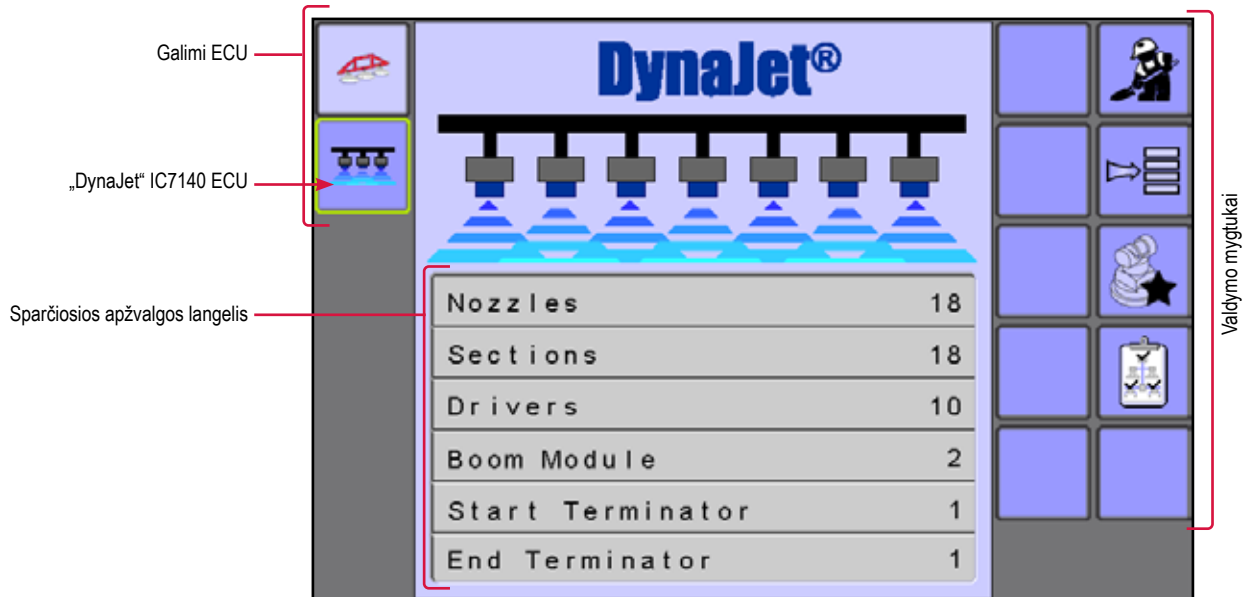 Galimi ECU
„DynaJet“ IC7140 ECU
Sparčiosios apžvalgos langelis
DynaJet®
Nozzles 18
Sections 18
Drivers 10
Boom Module 2
Start Terminator 1
End Terminator 1
Valdymo mygtukai